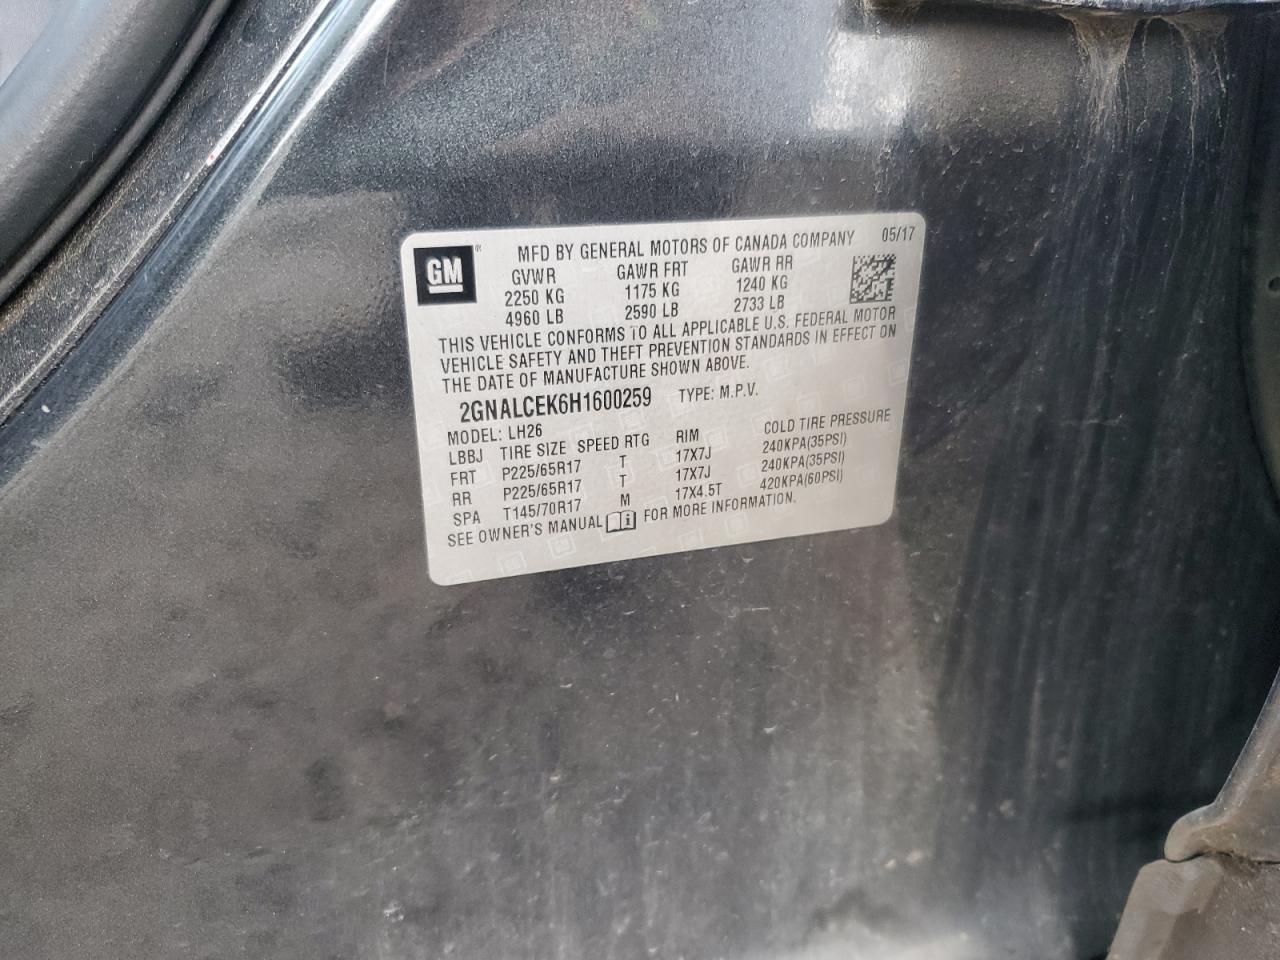 GM ®
MFD BY GENERAL MOTORS OF CANADA COMPANY 05/17
GVWR GAWR FRT GAWR RR
2250 KG 1175 KG 1240 KG
4960 LB 2590 LB 2733 LB
THIS VEHICLE CONFORMS TO ALL APPLICABLE U.S. FEDERAL MOTOR
VEHICLE SAFETY AND THEFT PREVENTION STANDARDS IN EFFECT ON
THE DATE OF MANUFACTURE SHOWN ABOVE.
2GNALCEK6H1600259 TYPE: M.P.V.
MODEL: LH26
LBBJ TIRE SIZE SPEED RTG RIM COLD TIRE PRESSURE
FRT P225/65R17 T 17X7J 240KPA(35PSI)
RR P225/65R17 T 17X7J 240KPA(35PSI)
SPA T145/70R17 M 17X4.5T 420KPA(60PSI)
SEE OWNER'S MANUAL FOR MORE INFORMATION.